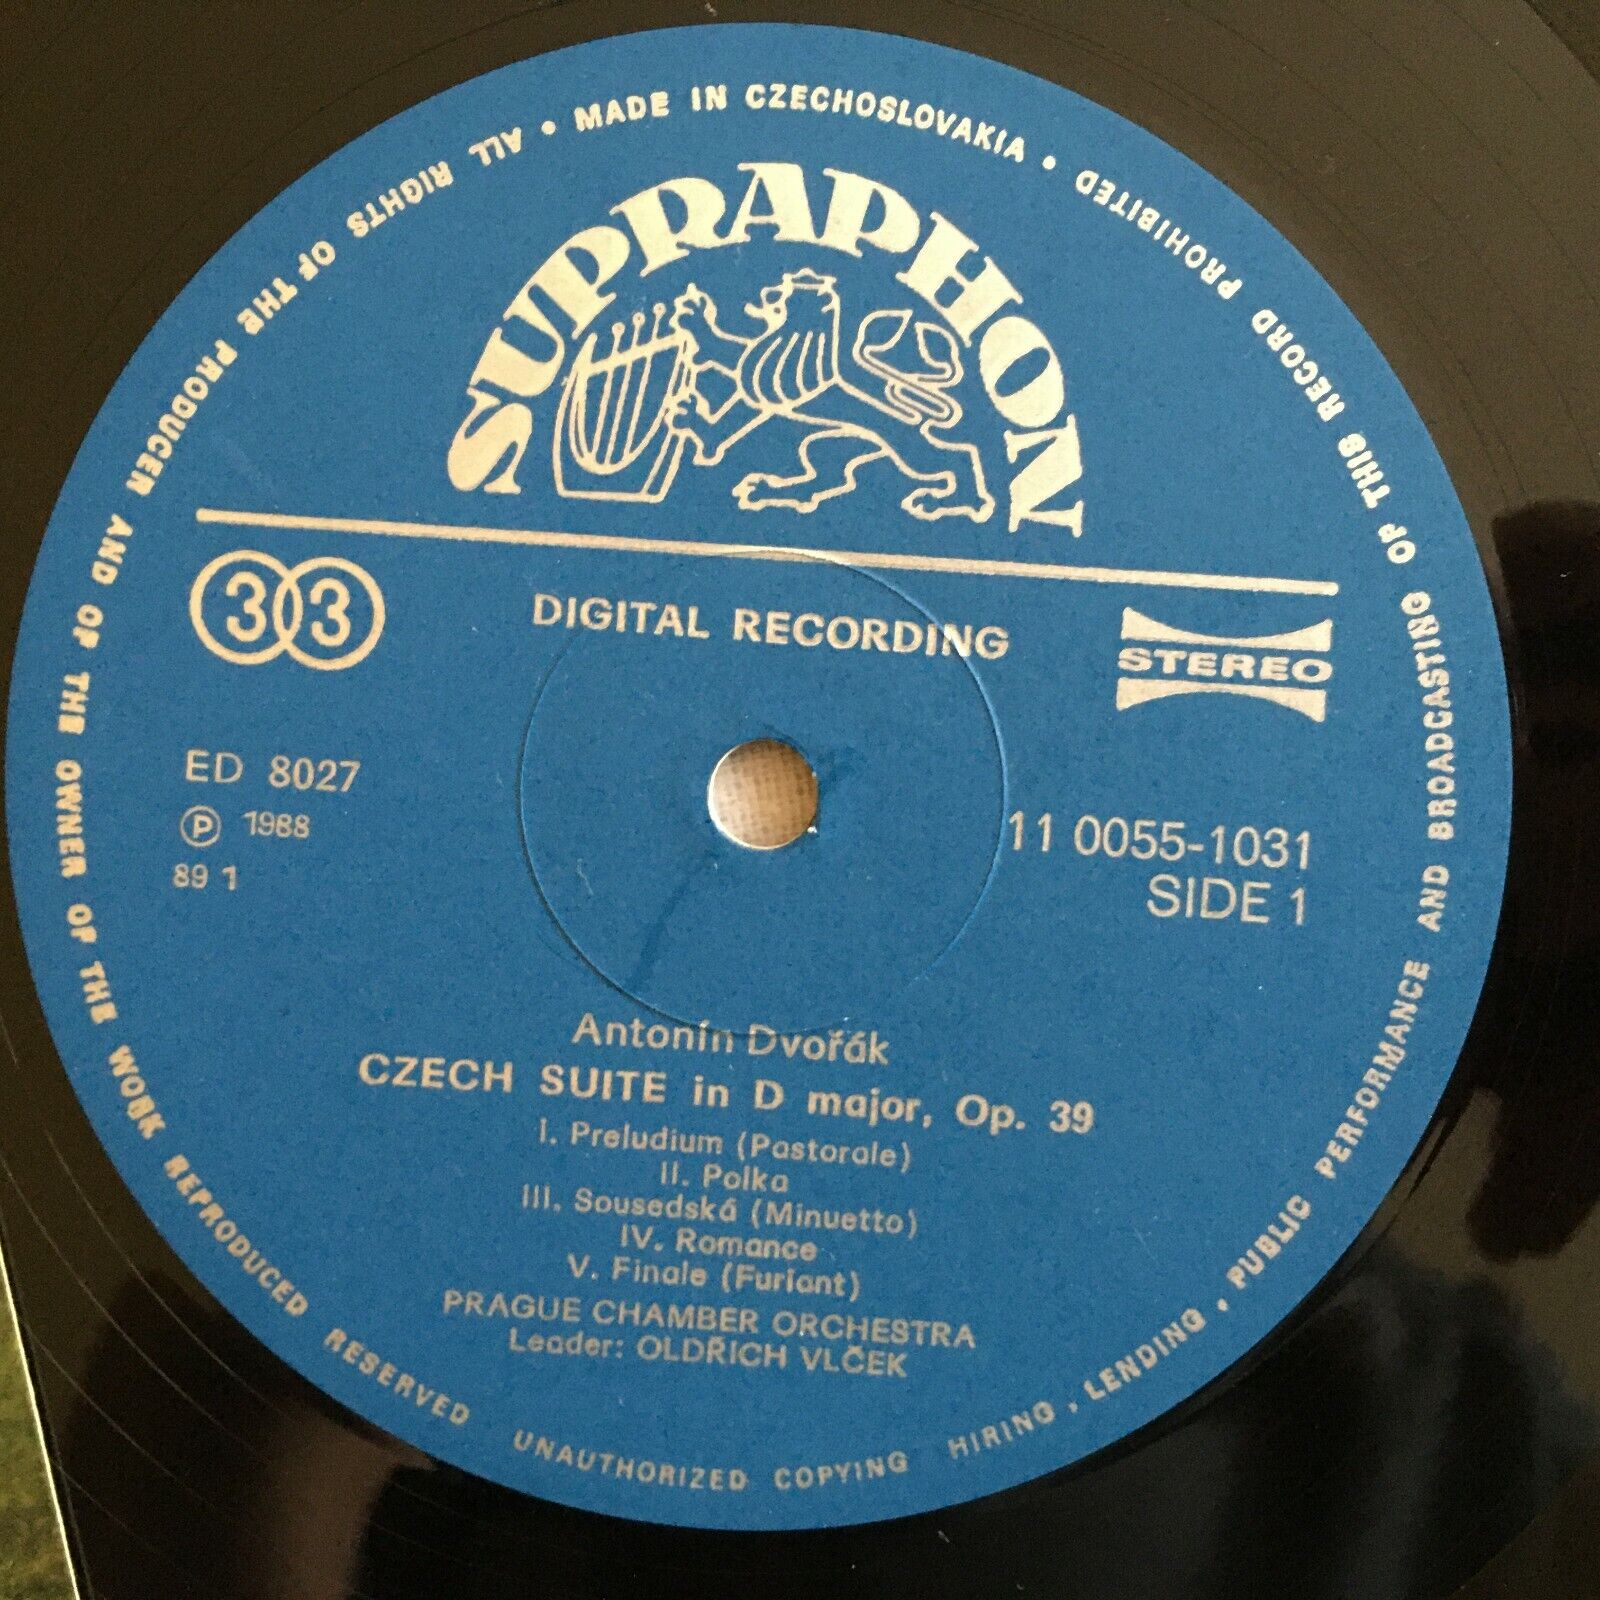 MADE IN CZECHOSLOVAKIA • PROHIBITED
ALL RIGHTS OF THE PRODUCER AND OF THE OWNER OF THE WORK REPRODUCED RESERVED UNAUTHORIZED COPYING HIRING, LENDING, PUBLIC PERFORMANCE AND BROADCASTING OF THIS RECORD PROHIBITED •
SUPRAPHON
33
DIGITAL RECORDING
STEREO
ED 8027
Ⓟ 1988
89 1
11 0055-1031
SIDE 1
Antonín Dvořák
CZECH SUITE in D major, Op. 39
I. Preludium (Pastorale)
II. Polka
III. Sousedská (Minuetto)
IV. Romance
V. Finale (Furiant)
PRAGUE CHAMBER ORCHESTRA
Leader: OLDŘICH VLČEK